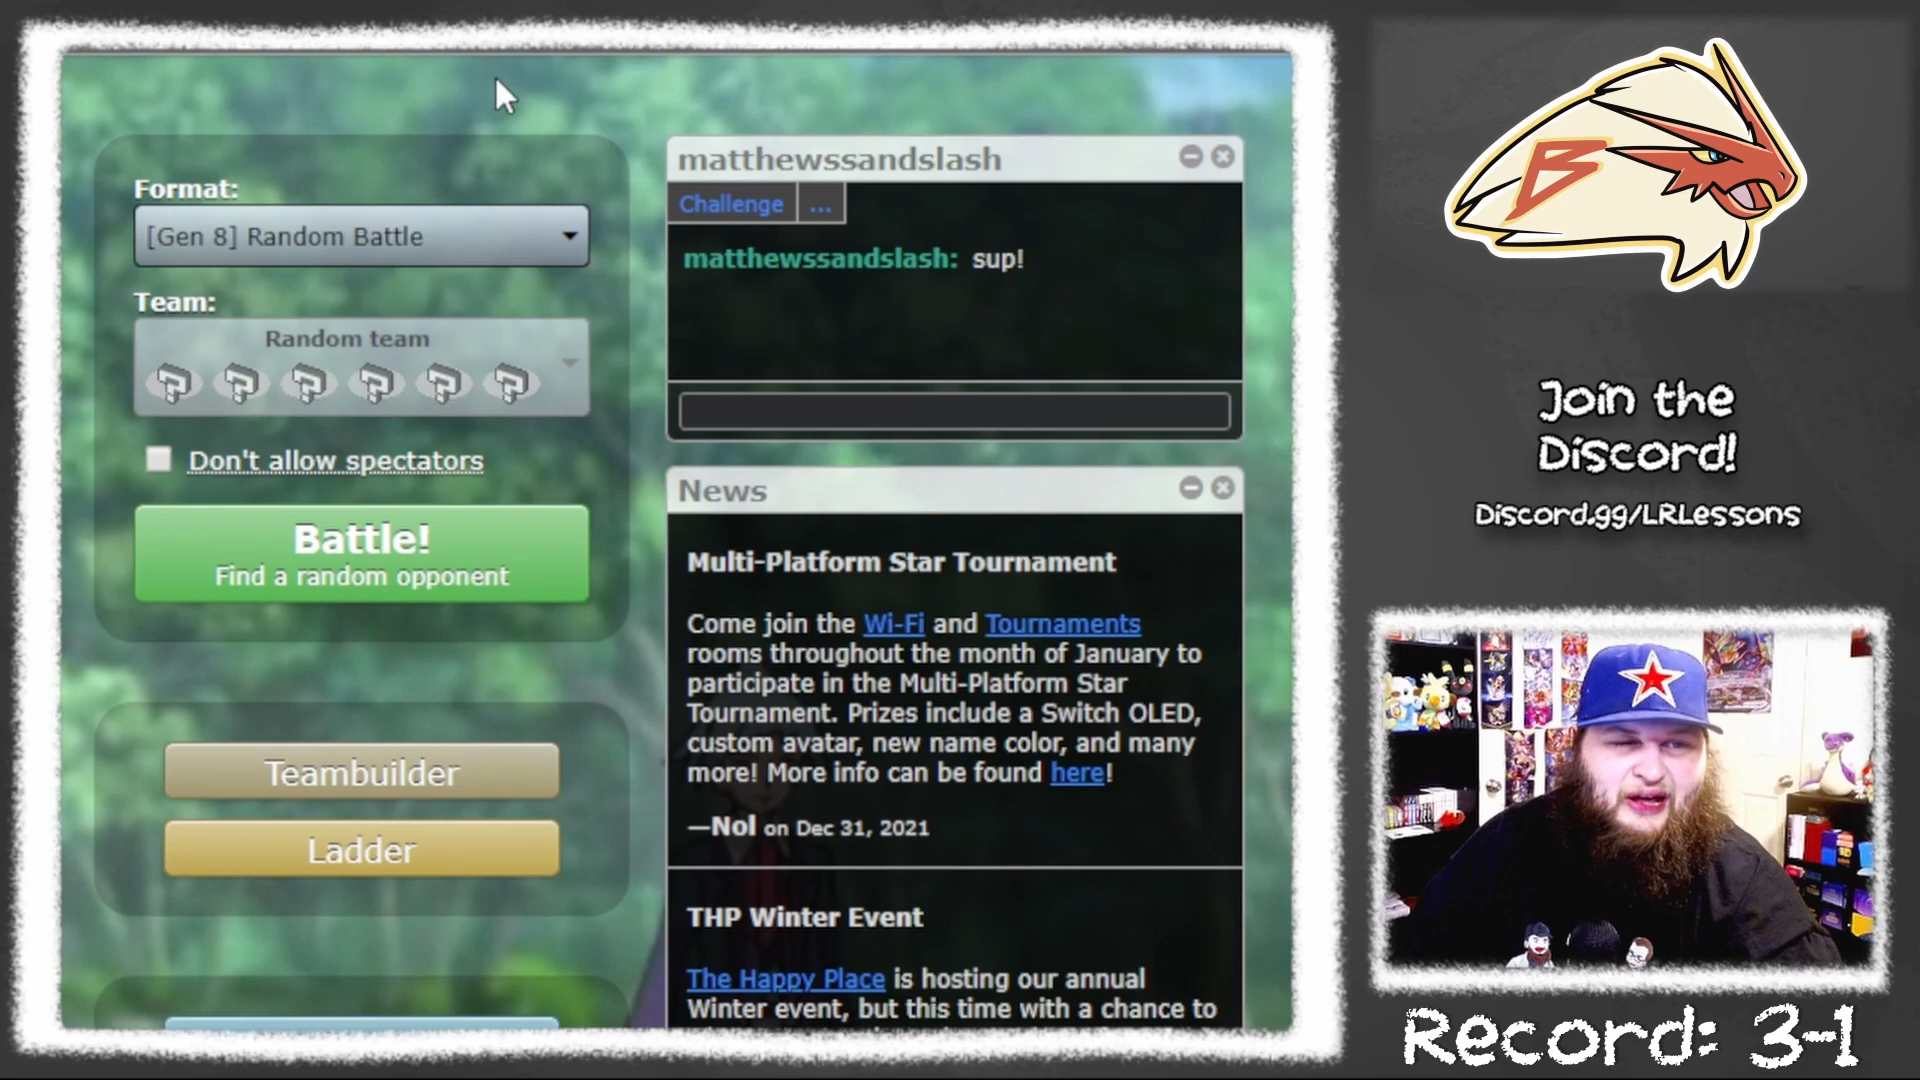 Format:
[Gen 8] Random Battle
Team:
Random team
Don't allow spectators
Battle!
Find a random opponent
Teambuilder
Ladder
matthewssandslash
Challenge
...
matthewssandslash: sup!
News
Multi-Platform Star Tournament
Come join the Wi-Fi and Tournaments
rooms throughout the month of January to
participate in the Multi-Platform Star
Tournament. Prizes include a Switch OLED,
custom avatar, new name color, and many
more! More info can be found here!
—Nol on Dec 31, 2021
THP Winter Event
The Happy Place is hosting our annual
Winter event, but this time with a chance to
B
Join the
Discord!
Discord.gg/LRLessons
Record: 3-1